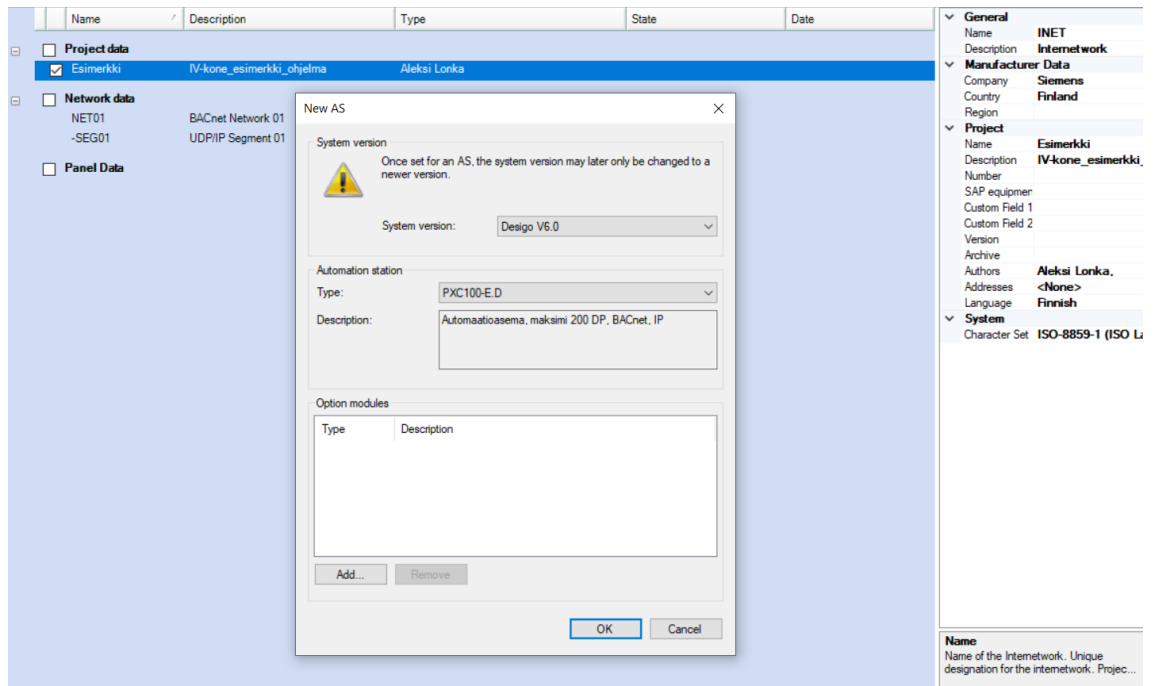 Name Description Type State Date
Project data
Esimerkki IV-kone_esimerkki_ohjelma Aleksi Lonka
Network data
NET01 BACnet Network 01
-SEG01 UDP/IP Segment 01
Panel Data
New AS
System version
Once set for an AS, the system version may later only be changed to a
newer version.
System version: Desigo V6.0
Automation station
Type: PXC100-E.D
Description: Automaatioasema, maksimi 200 DP, BACnet, IP
Option modules
Type Description
Add... Remove
OK Cancel
General
Name INET
Description Internetwork
Manufacturer Data
Company Siemens
Country Finland
Region
Project
Name Esimerkki
Description IV-kone_esimerkki_
Number
SAP equipmer
Custom Field 1
Custom Field 2
Version
Archive
Authors Aleksi Lonka,
Addresses <None>
Language Finnish
System
Character Set ISO-8859-1 (ISO La
Name
Name of the Internetwork. Unique
designation for the internetwork. Projec...